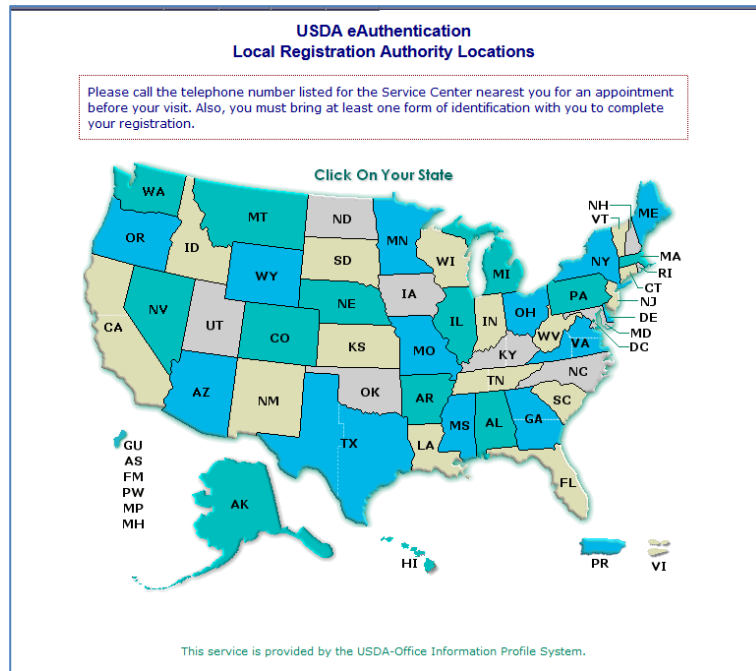 USDA eAuthentication
Local Registration Authority Locations
Please call the telephone number listed for the Service Center nearest you for an appointment
before your visit. Also, you must bring at least one form of identification with you to complete
your registration.
Click On Your State
WA
MT
ND
MN
OR
ID
SD
WI
MI
NH
VT
ME
NY
MA
RI
CT
NJ
DE
MD
DC
WY
NE
IA
PA
NV
UT
CO
IL
IN
OH
WV
VA
CA
KS
MO
KY
NC
AZ
NM
OK
AR
TN
SC
TX
LA
MS
AL
GA
FL
GU
AS
FM
PW
MP
MH
AK
HI
PR
VI
This service is provided by the USDA-Office Information Profile System.